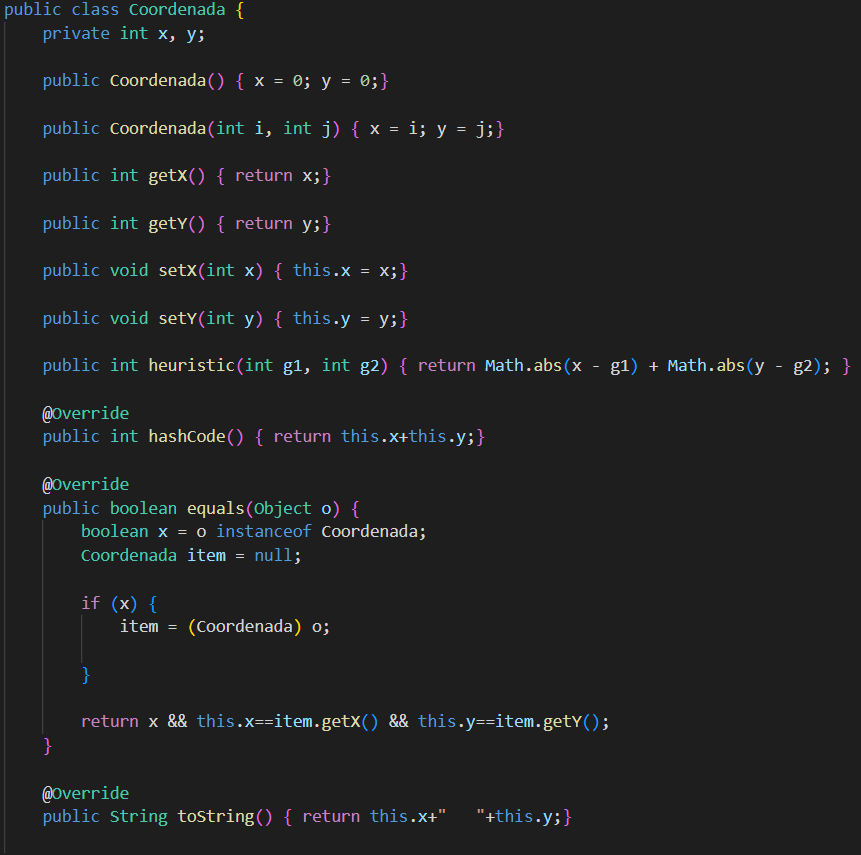 public class Coordenada {
    private int x, y;

    public Coordenada() { x = 0; y = 0;}

    public Coordenada(int i, int j) { x = i; y = j;}

    public int getX() { return x;}

    public int getY() { return y;}

    public void setX(int x) { this.x = x;}

    public void setY(int y) { this.y = y;}

    public int heuristic(int g1, int g2) { return Math.abs(x - g1) + Math.abs(y - g2); }

    @Override
    public int hashCode() { return this.x+this.y;}

    @Override
    public boolean equals(Object o) {
        boolean x = o instanceof Coordenada;
        Coordenada item = null;

        if (x) {
            item = (Coordenada) o;

        }

        return x && this.x==item.getX() && this.y==item.getY();
    }

    @Override
    public String toString() { return this.x+"   "+this.y;}